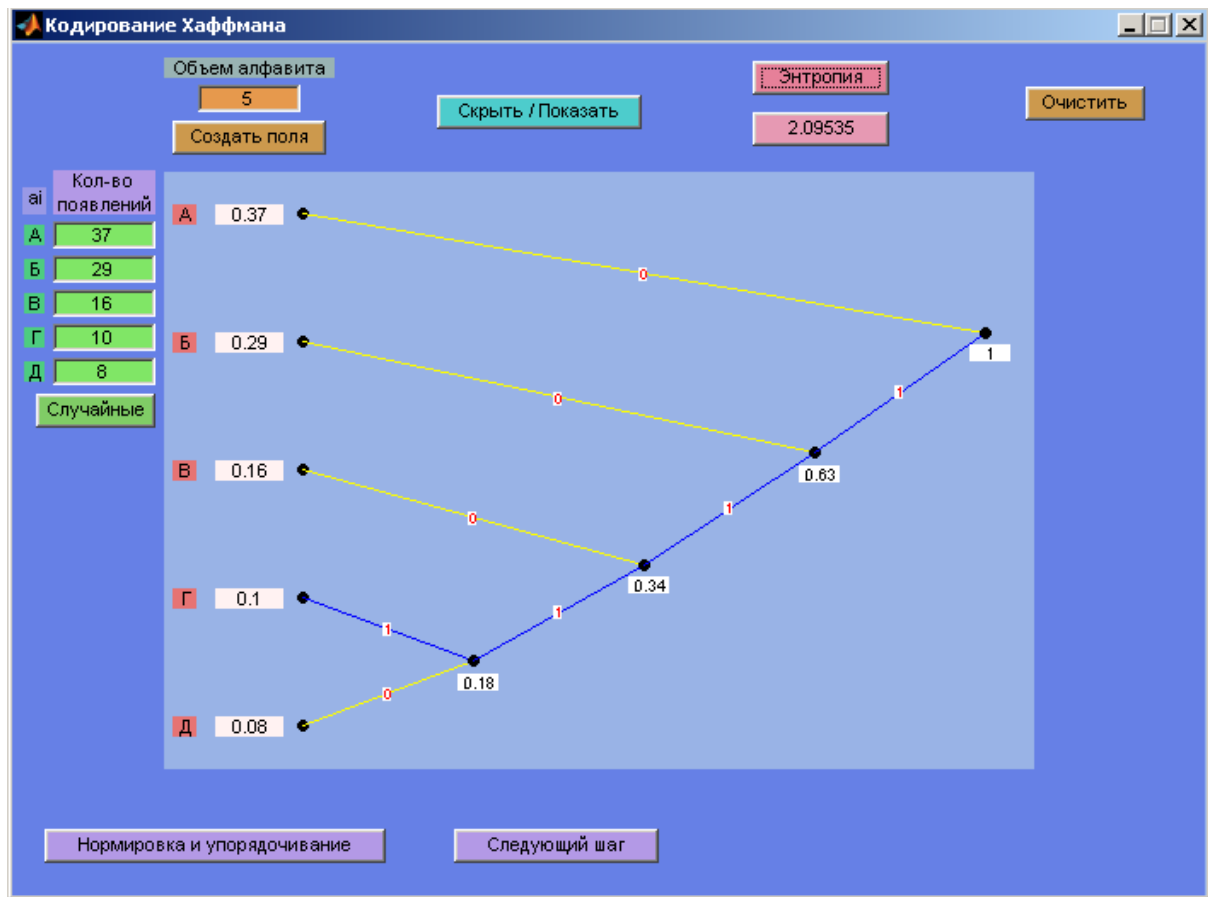 Кодирование Хаффмана
Объем алфавита
5
Создать поля
Скрыть / Показать
Энтропия
2.09535
Очистить
ai
Кол-во
появлений
А 37
Б 29
В 16
Г 10
Д 8
Случайные
А 0.37
0
1
Б 0.29
1
0
0.63
В 0.16
1
0
0.34
Г 0.1
1
1
0.18
0
Д 0.08
Нормировка и упорядочивание
Следующий шаг